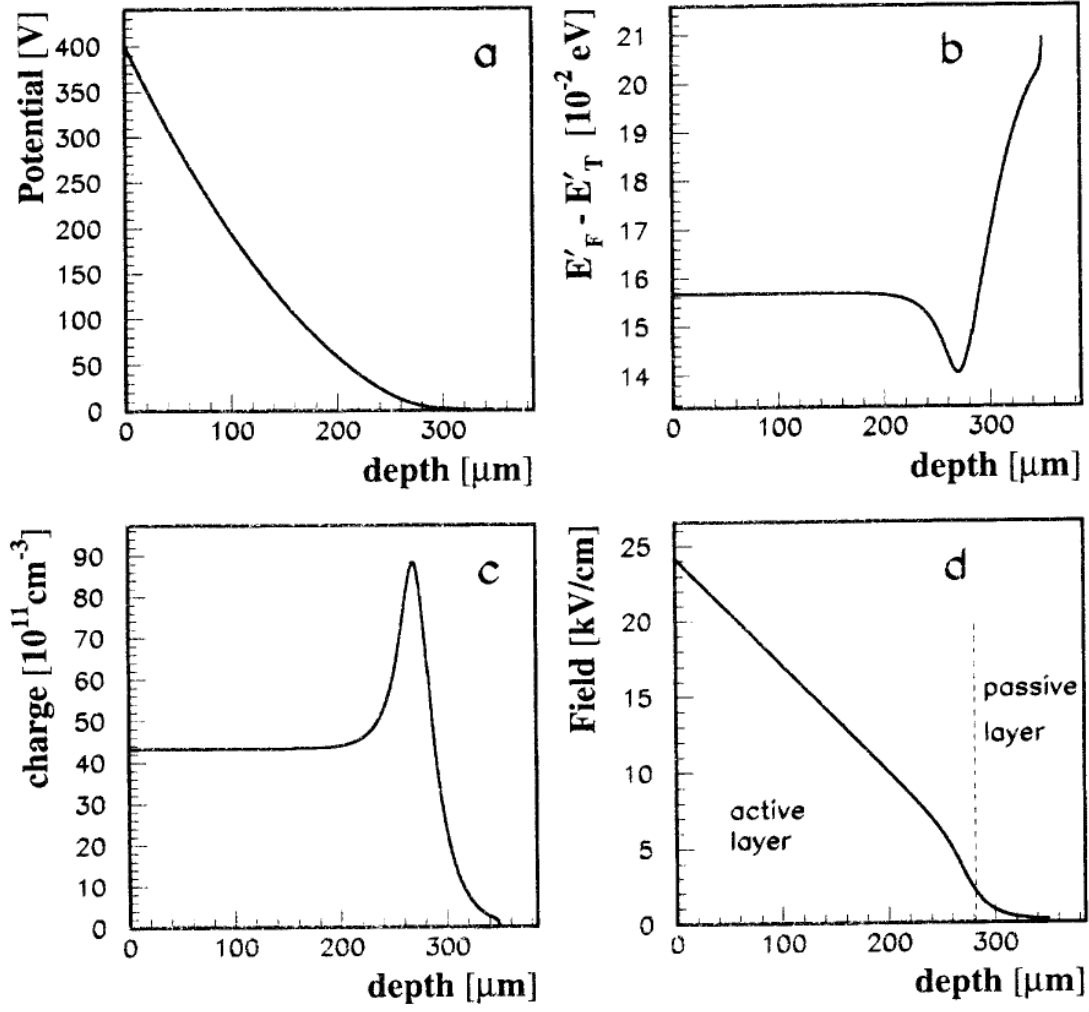 a
Potential [V]
400
350
300
250
200
150
100
50
0
0 100 200 300
depth [μm]
b
E′F - E′T [10-2 eV]
21
20
19
18
17
16
15
14
0 100 200 300
depth [μm]
c
charge [10^11cm^-3]
90
80
70
60
50
40
30
20
10
0
0 100 200 300
depth [μm]
d
Field [kV/cm]
25
20
15
10
5
0
passive
layer
active
layer
0 100 200 300
depth [μm]